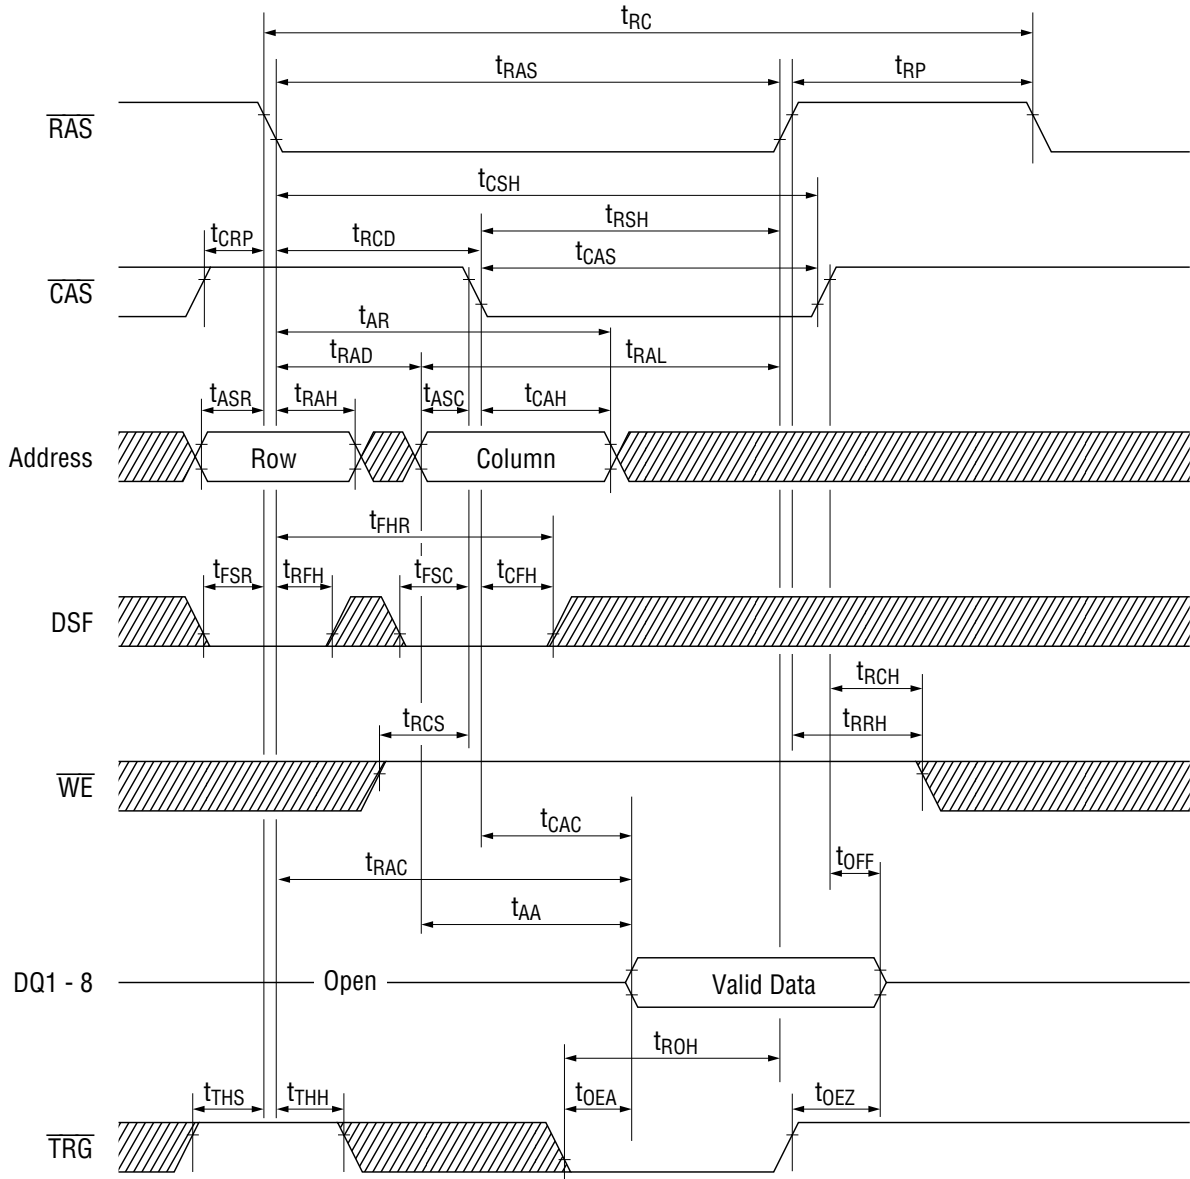 tRC
tRAS tRP
RAS
tCSH
tRSH
tCRP tRCD
tCAS
CAS
tAR
tRAD tRAL
tASR tRAH tASC tCAH
Address Row Column
tFHR
tFSR tRFH tFSC tCFH
DSF
tRCH
tRCS tRRH
WE
tCAC
tRAC tOFF
tAA
DQ1 - 8 Open Valid Data
tROH
tTHS tTHH tOEA tOEZ
TRG